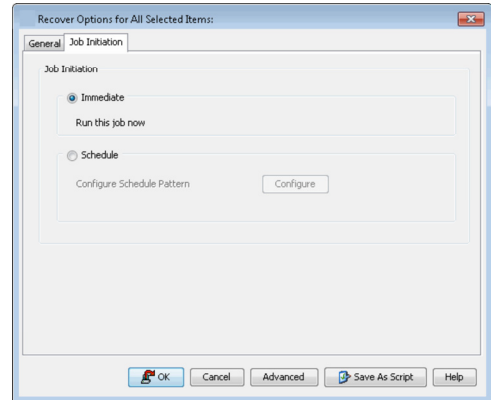 Recover Options for All Selected Items:
General Job Initiation
Job Initiation
Immediate
Run this job now
Schedule
Configure Schedule Pattern Configure
OK Cancel Advanced Save As Script Help